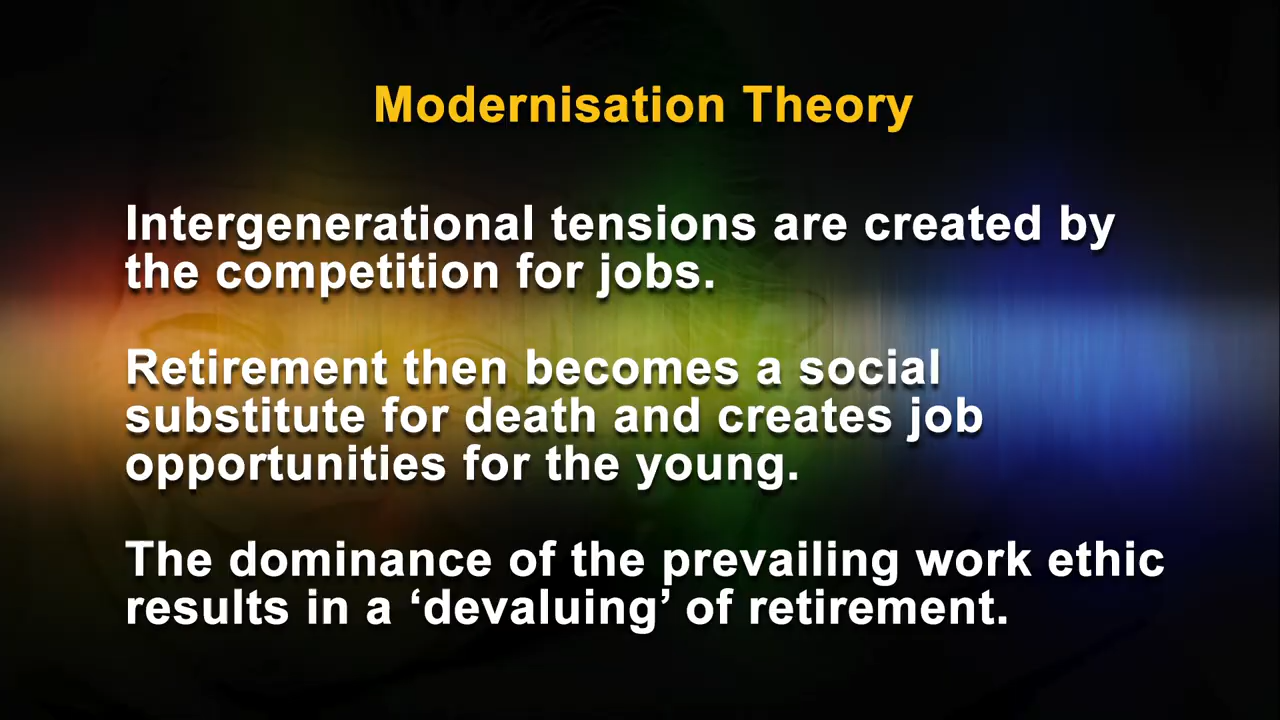 Modernisation Theory
Intergenerational tensions are created by
the competition for jobs.
Retirement then becomes a social
substitute for death and creates job
opportunities for the young.
The dominance of the prevailing work ethic
results in a ‘devaluing’ of retirement.